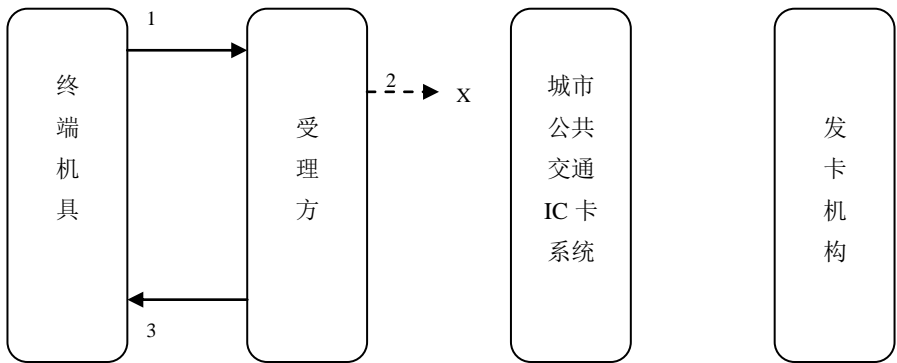 1
终
端
机
具
受
理
方
2
X
城市
公共
交通
IC 卡
系统
发
卡
机
构
3